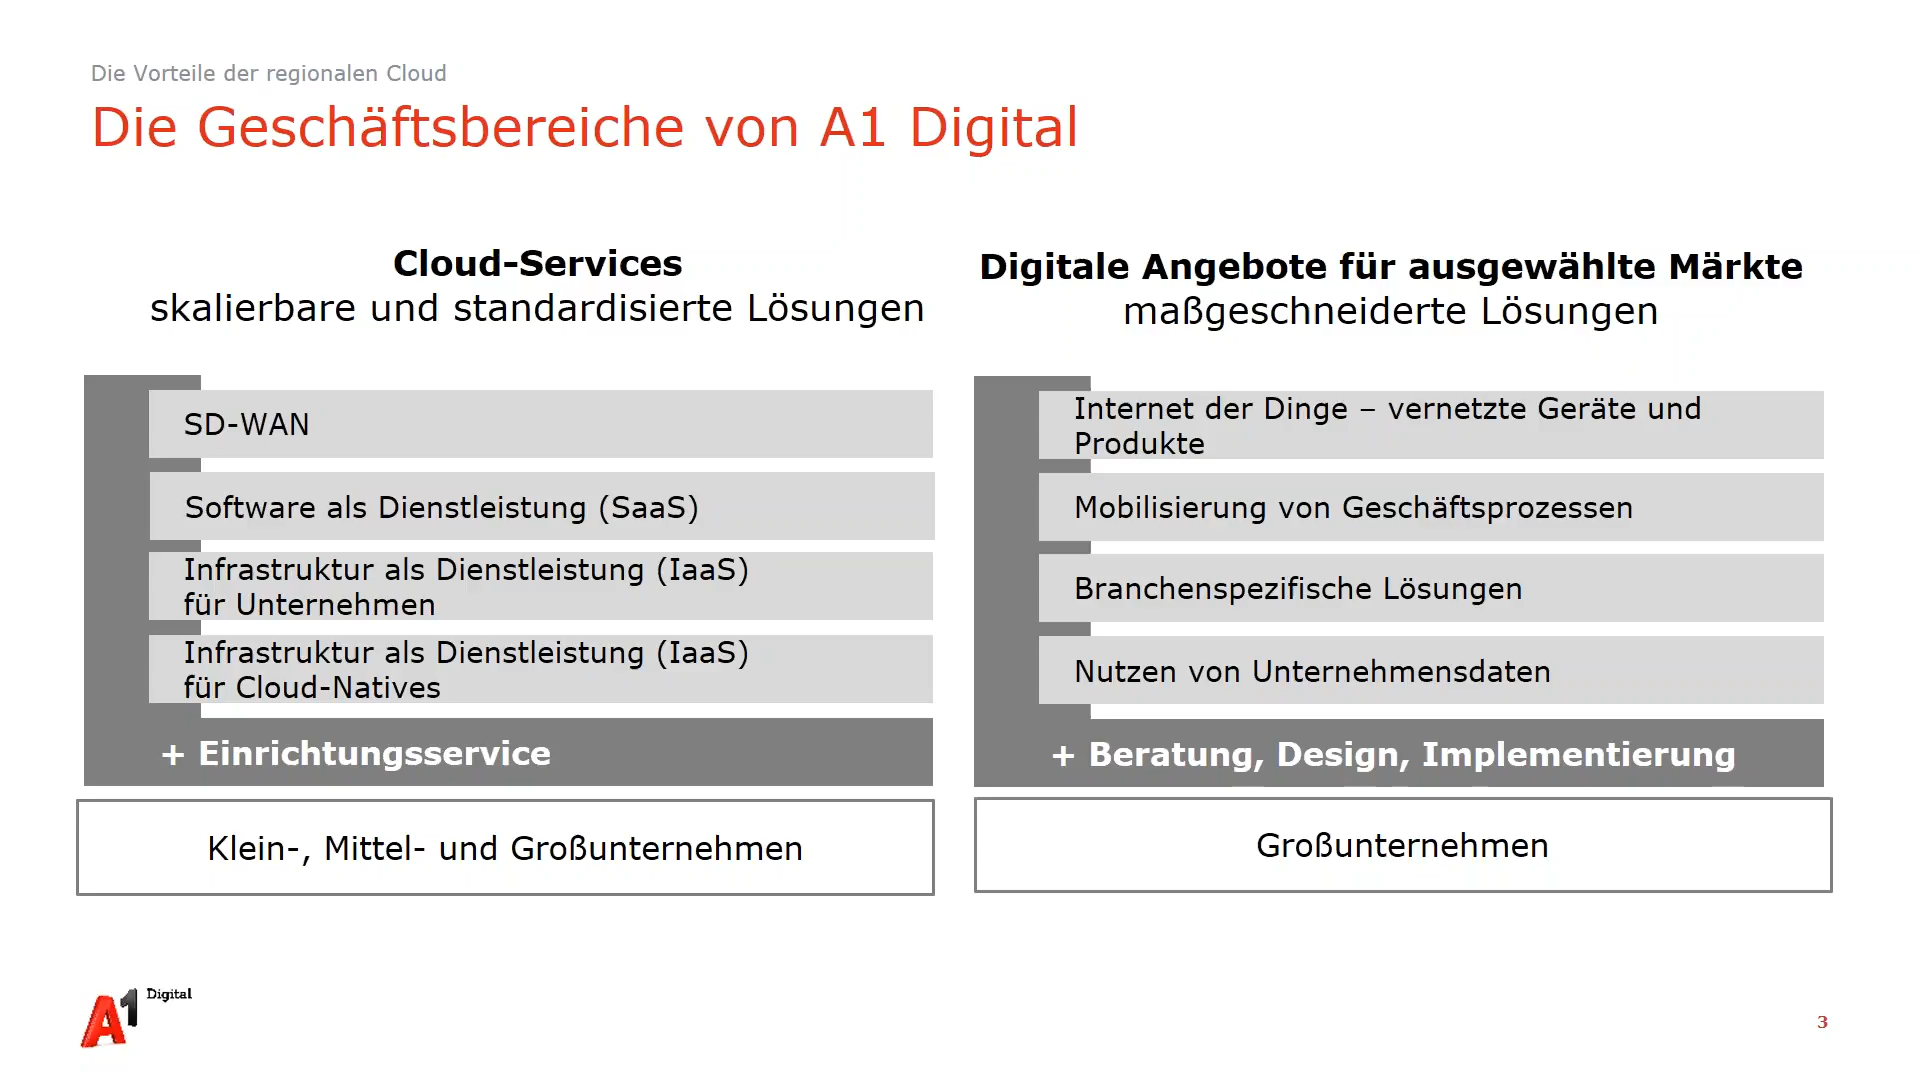 Die Vorteile der regionalen Cloud
Die Geschäftsbereiche von A1 Digital
Cloud-Services
skalierbare und standardisierte Lösungen
SD-WAN
Software als Dienstleistung (SaaS)
Infrastruktur als Dienstleistung (IaaS)
für Unternehmen
Infrastruktur als Dienstleistung (IaaS)
für Cloud-Natives
+ Einrichtungsservice
Klein-, Mittel- und Großunternehmen
Digitale Angebote für ausgewählte Märkte
maßgeschneiderte Lösungen
Internet der Dinge – vernetzte Geräte und
Produkte
Mobilisierung von Geschäftsprozessen
Branchenspezifische Lösungen
Nutzen von Unternehmensdaten
+ Beratung, Design, Implementierung
Großunternehmen
A1 Digital
3